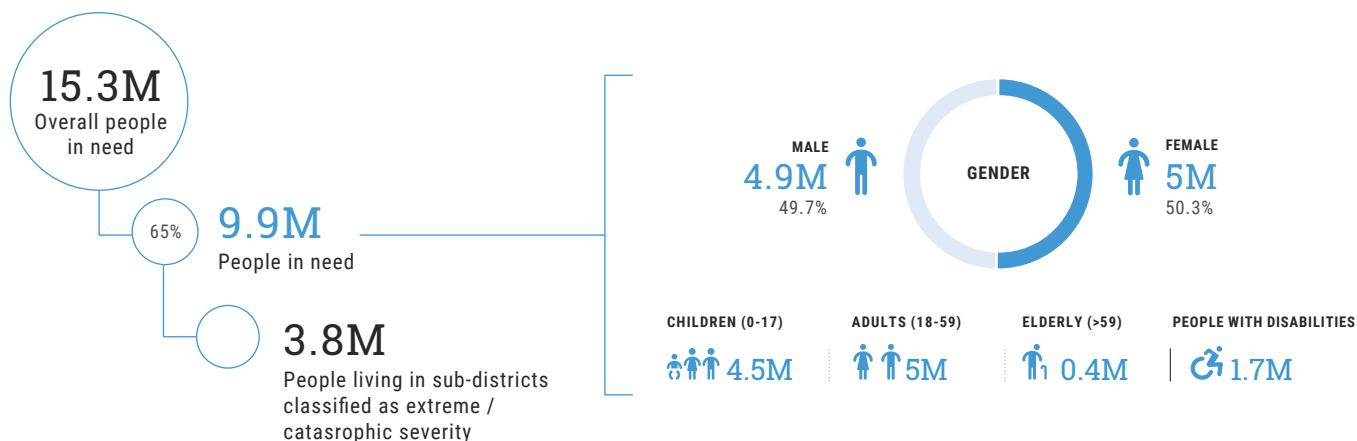 15.3M
Overall people
in need
65%
9.9M
People in need
3.8M
People living in sub-districts
classified as extreme /
catasrophic severity
MALE
4.9M
49.7%
GENDER
FEMALE
5M
50.3%
CHILDREN (0-17)
4.5M
ADULTS (18-59)
5M
ELDERLY (>59)
0.4M
PEOPLE WITH DISABILITIES
1.7M